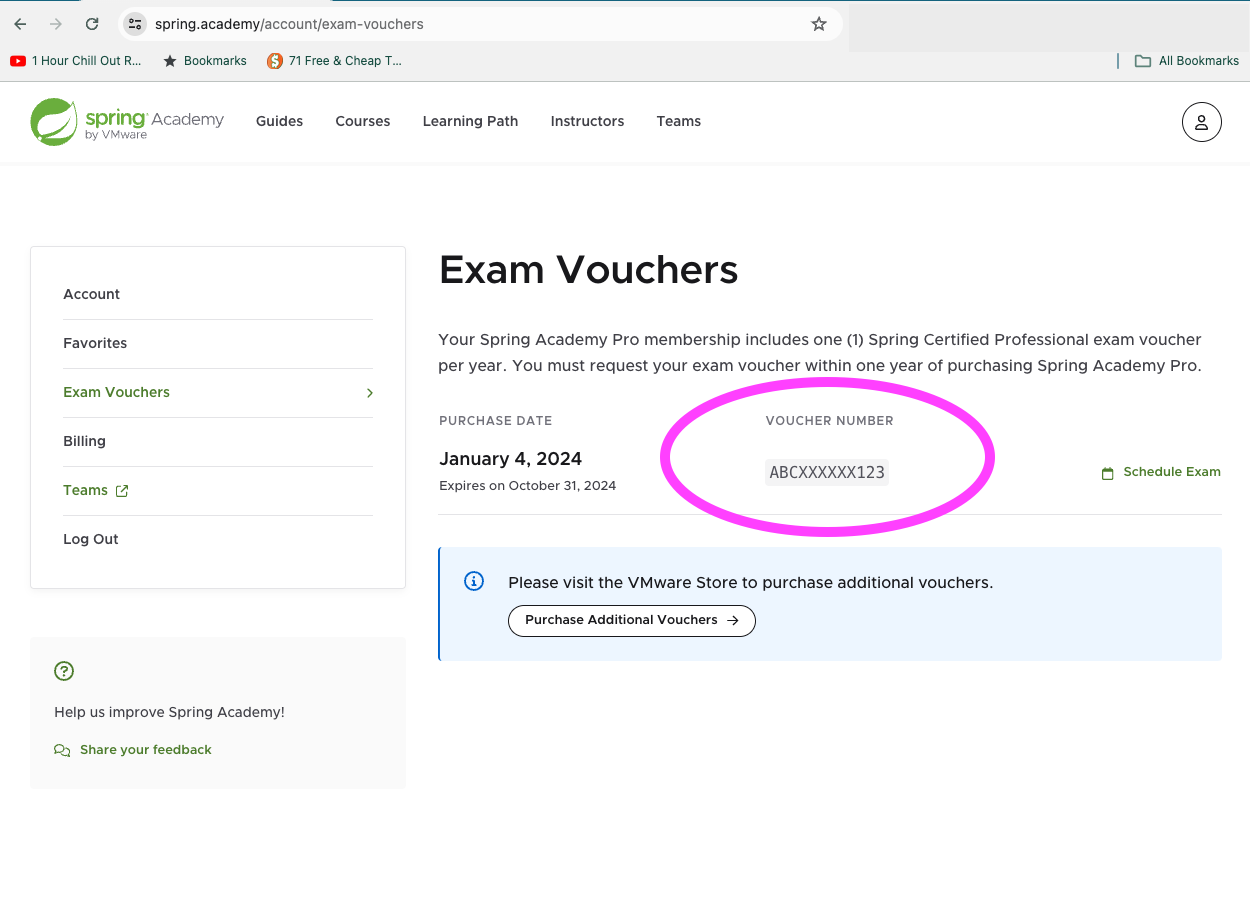 spring.academy/account/exam-vouchers
1 Hour Chill Out R...
Bookmarks
71 Free & Cheap T...
All Bookmarks
spring Academy
by VMware
Guides
Courses
Learning Path
Instructors
Teams
Account
Favorites
Exam Vouchers
Billing
Teams
Log Out
Help us improve Spring Academy!
Share your feedback
Exam Vouchers
Your Spring Academy Pro membership includes one (1) Spring Certified Professional exam voucher
per year. You must request your exam voucher within one year of purchasing Spring Academy Pro.
PURCHASE DATE
January 4, 2024
Expires on October 31, 2024
VOUCHER NUMBER
ABCXXXXXX123
Schedule Exam
Please visit the VMware Store to purchase additional vouchers.
Purchase Additional Vouchers →